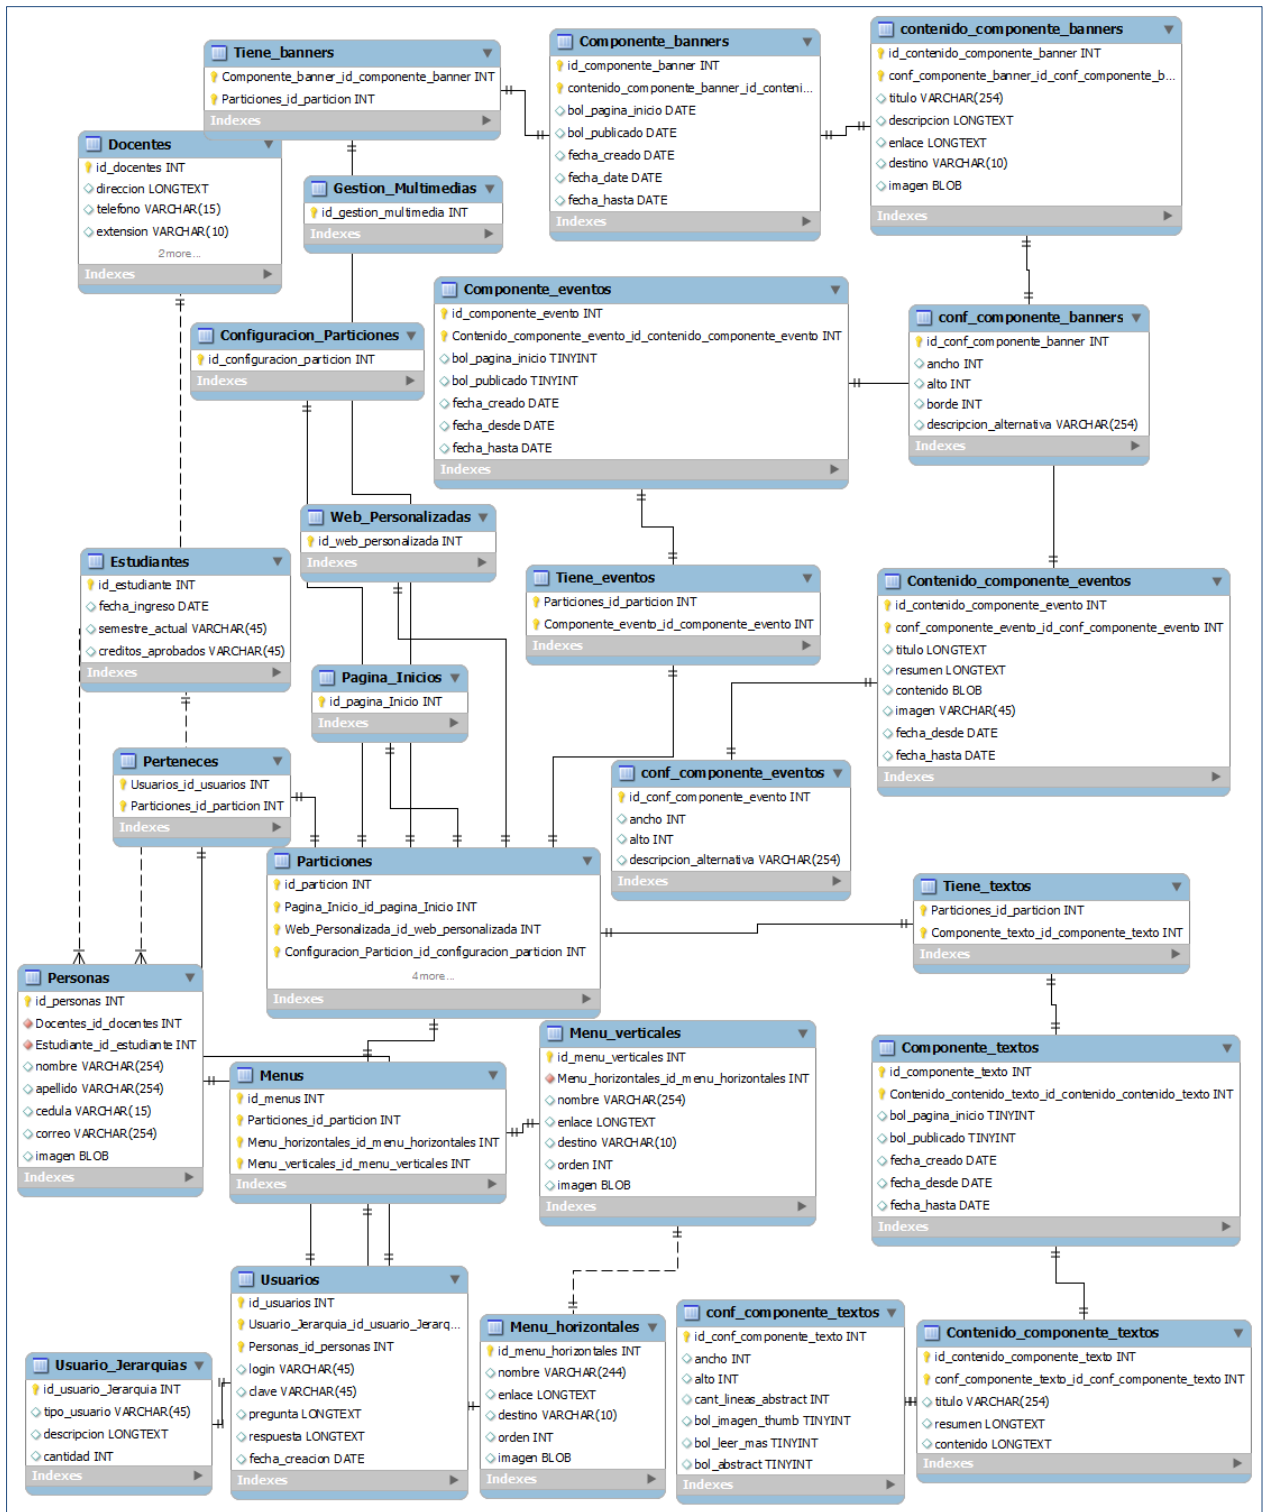 Tiene_banners
Componente_banner_id_componente_banner INT
Particiones_id_particion INT
Indexes
Componente_banners
id_componente_banner INT
contenido_componente_banner_id_conteni...
bol_pagina_inicio DATE
bol_publicado DATE
fecha_creado DATE
fecha_date DATE
fecha_hasta DATE
Indexes
contenido_componente_banners
id_contenido_componente_banner INT
conf_componente_banner_id_conf_componente_b...
titulo VARCHAR(254)
descripcion LONGTEXT
enlace LONGTEXT
destino VARCHAR(10)
imagen BLOB
Indexes
Docentes
id_docentes INT
direccion LONGTEXT
telefono VARCHAR(15)
extension VARCHAR(10)
2more...
Indexes
Gestion_Multimedias
id_gestion_multimedia INT
Indexes
Componente_eventos
id_componente_evento INT
Contenido_componente_evento_id_contenido_componente_evento INT
bol_pagina_inicio TINYINT
bol_publicado TINYINT
fecha_creado DATE
fecha_desde DATE
fecha_hasta DATE
Indexes
conf_componente_banners
id_conf_componente_banner INT
ancho INT
alto INT
borde INT
descripcion_alternativa VARCHAR(254)
Indexes
Configuracion_Particiones
id_configuracion_particion INT
Indexes
Web_Personalizadas
id_web_personalizada INT
Indexes
Estudiantes
id_estudiante INT
fecha_ingreso DATE
semestre_actual VARCHAR(45)
creditos_aprobados VARCHAR(45)
Indexes
Tiene_eventos
Particiones_id_particion INT
Componente_evento_id_componente_evento INT
Indexes
Contenido_componente_eventos
id_contenido_componente_evento INT
conf_componente_evento_id_conf_componente_evento INT
titulo LONGTEXT
resumen LONGTEXT
contenido BLOB
imagen VARCHAR(45)
fecha_desde DATE
fecha_hasta DATE
Indexes
Pagina_Inicios
id_pagina_Inicio INT
Indexes
Perteneces
Usuarios_id_usuarios INT
Particiones_id_particion INT
Indexes
conf_componente_eventos
id_conf_componente_evento INT
ancho INT
alto INT
descripcion_alternativa VARCHAR(254)
Indexes
Particiones
id_particion INT
Pagina_Inicio_id_pagina_Inicio INT
Web_Personalizada_id_web_personalizada INT
Configuracion_Particion_id_configuracion_particion INT
4more...
Indexes
Tiene_textos
Particiones_id_particion INT
Componente_texto_id_componente_texto INT
Indexes
Personas
id_personas INT
Docentes_id_docentes INT
Estudiante_id_estudiante INT
nombre VARCHAR(254)
apellido VARCHAR(254)
cedula VARCHAR(15)
correo VARCHAR(254)
imagen BLOB
Indexes
Menus
id_menus INT
Particiones_id_particion INT
Menu_horizontales_id_menu_horizontales INT
Menu_verticales_id_menu_verticales INT
Indexes
Menu_verticales
id_menu_verticales INT
Menu_horizontales_id_menu_horizontales INT
nombre VARCHAR(254)
enlace LONGTEXT
destino VARCHAR(10)
orden INT
imagen BLOB
Indexes
Componente_textos
id_componente_texto INT
Contenido_contenido_texto_id_contenido_contenido_texto INT
bol_pagina_inicio TINYINT
bol_publicado TINYINT
fecha_creado DATE
fecha_desde DATE
fecha_hasta DATE
Indexes
Usuarios
id_usuarios INT
Usuario_Jerarquia_id_usuario_Jerarq...
Personas_id_personas INT
login VARCHAR(45)
clave VARCHAR(45)
pregunta LONGTEXT
respuesta LONGTEXT
fecha_creacion DATE
Indexes
Usuario_Jerarquias
id_usuario_Jerarquia INT
tipo_usuario VARCHAR(45)
descripcion LONGTEXT
cantidad INT
Indexes
Menu_horizontales
id_menu_horizontales INT
nombre VARCHAR(244)
enlace LONGTEXT
destino VARCHAR(10)
orden INT
imagen BLOB
Indexes
conf_componente_textos
id_conf_componente_texto INT
ancho INT
alto INT
cant_lineas_abstract INT
bol_imagen_thumb TINYINT
bol_leer_mas TINYINT
bol_abstract TINYINT
Indexes
Contenido_componente_textos
id_contenido_componente_texto INT
conf_componente_texto_id_conf_componente_texto INT
titulo VARCHAR(254)
resumen LONGTEXT
contenido LONGTEXT
Indexes